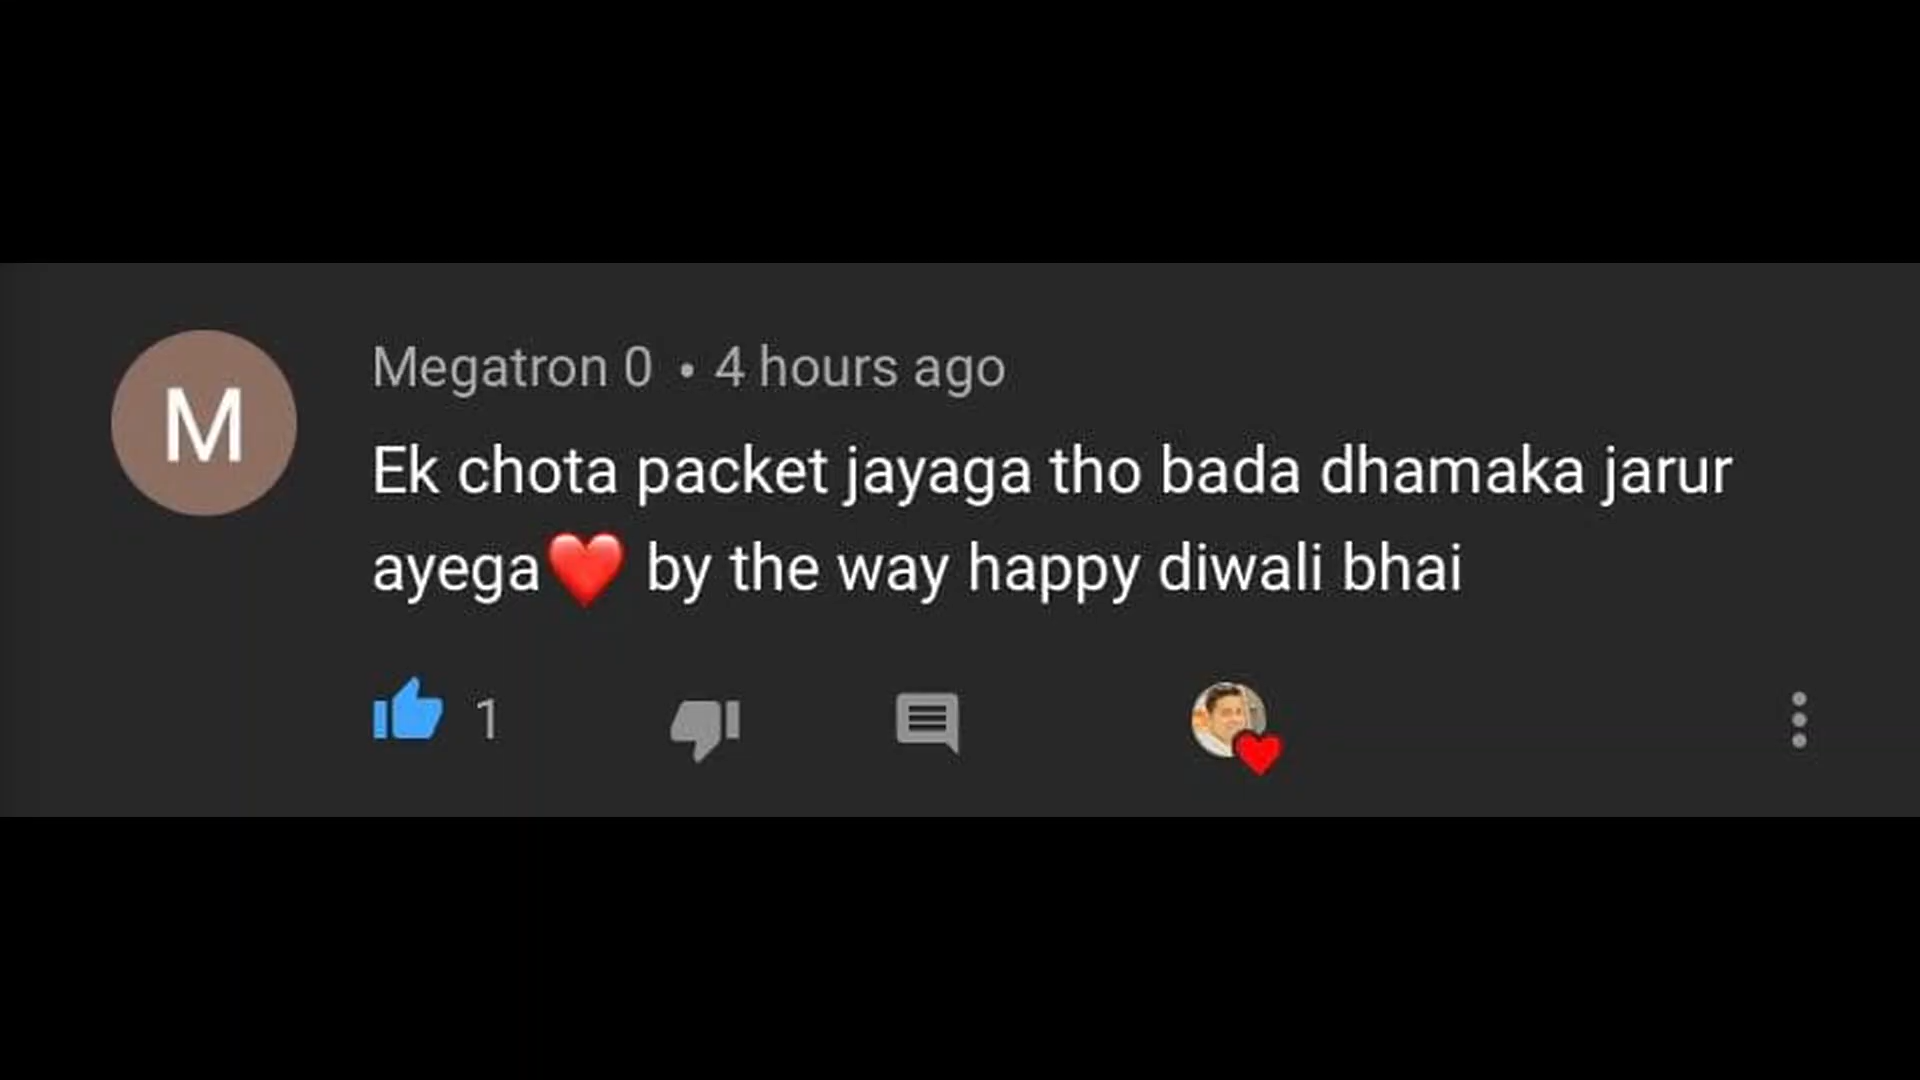 M
Megatron 0 • 4 hours ago
Ek chota packet jayaga tho bada dhamaka jarur
ayega❤️ by the way happy diwali bhai
1